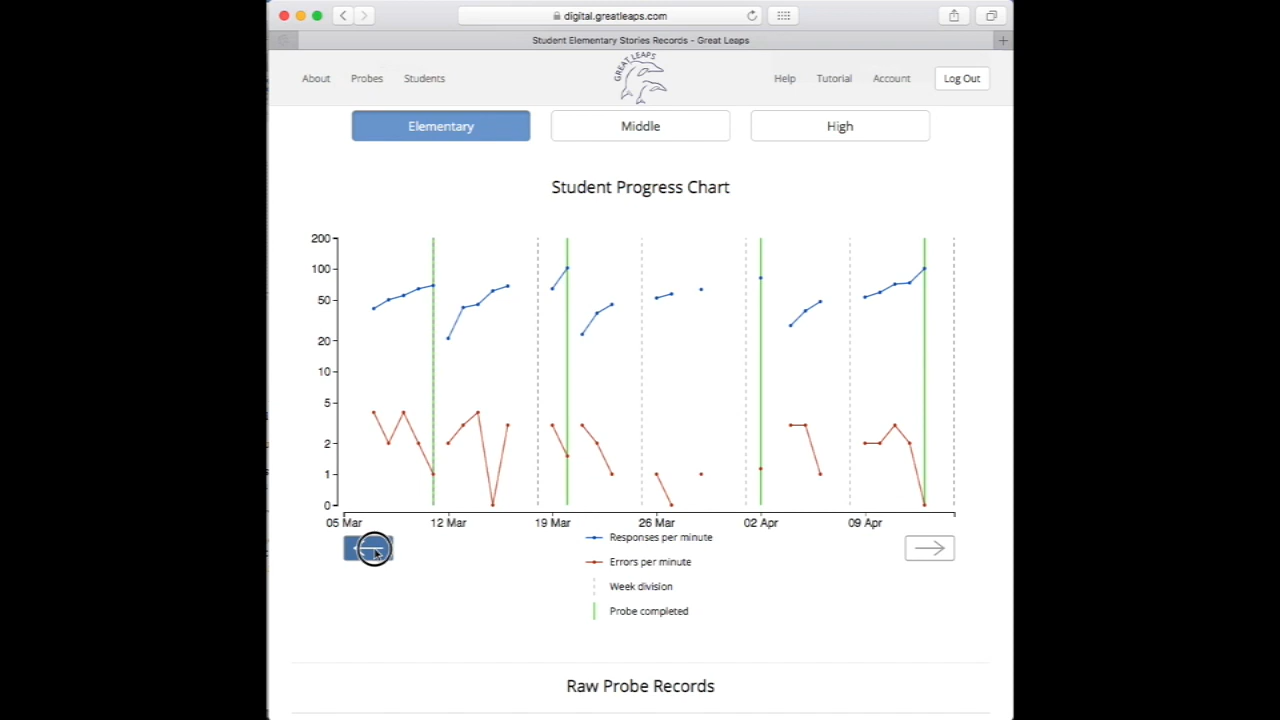 digital.greatleaps.com
Student Elementary Stories Records - Great Leaps
About Probes Students GREAT LEAPS Help Tutorial Account Log Out
Elementary Middle High
Student Progress Chart
200
100
50
20
10
5
2
1
0
05 Mar 12 Mar 19 Mar 26 Mar 02 Apr 09 Apr
Responses per minute
Errors per minute
Week division
Probe completed
Raw Probe Records